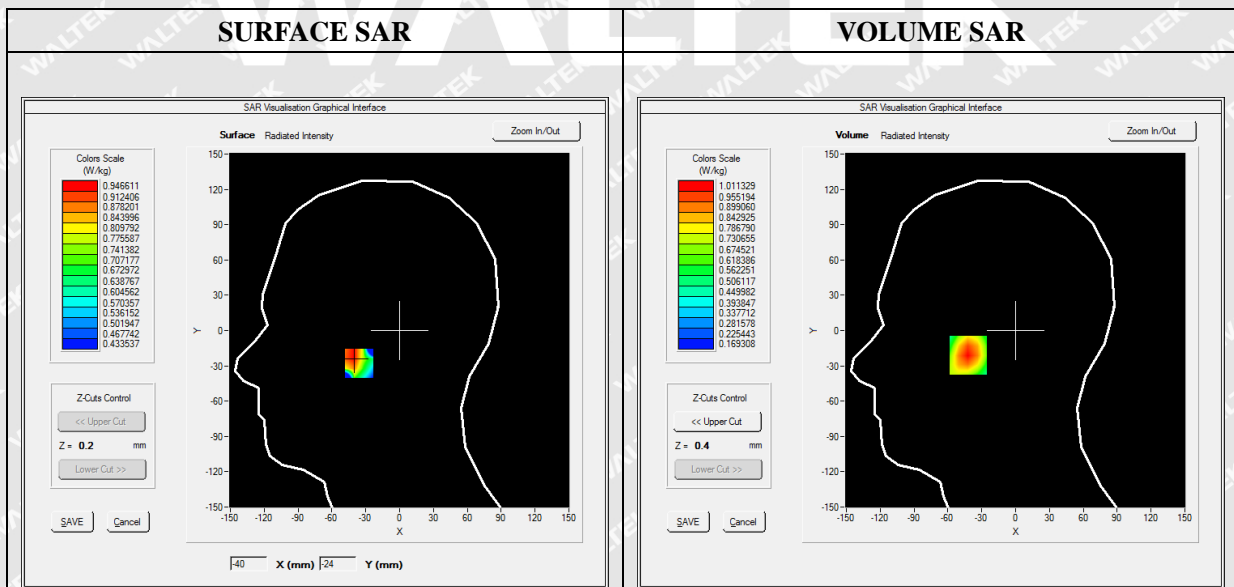 SURFACE SAR
VOLUME SAR
SAR Visualisation Graphical Interface
Surface Radiated Intensity
Zoom In/Out
Colors Scale
(W/kg)
0.946611
0.912406
0.878201
0.843996
0.809792
0.775587
0.741382
0.707177
0.672972
0.638767
0.604562
0.570357
0.536152
0.501947
0.467742
0.433537
150
120
90
60
30
0
-30
-60
-90
-120
-150
Y
-150 -120 -90 -60 -30 0 30 60 90 120 150
X
Z-Cuts Control
<< Upper Cut
Z = 0.2 mm
Lower Cut >>
SAVE Cancel
-40 X (mm) -24 Y (mm)
SAR Visualisation Graphical Interface
Volume Radiated Intensity
Zoom In/Out
Colors Scale
(W/kg)
1.011329
0.955194
0.899060
0.842925
0.786790
0.730655
0.674521
0.618386
0.562251
0.506117
0.449982
0.393847
0.337712
0.281578
0.225443
0.169308
150
120
90
60
30
0
-30
-60
-90
-120
-150
Y
-150 -120 -90 -60 -30 0 30 60 90 120 150
X
Z-Cuts Control
<< Upper Cut
Z = 0.4 mm
Lower Cut >>
SAVE Cancel
WALTEK